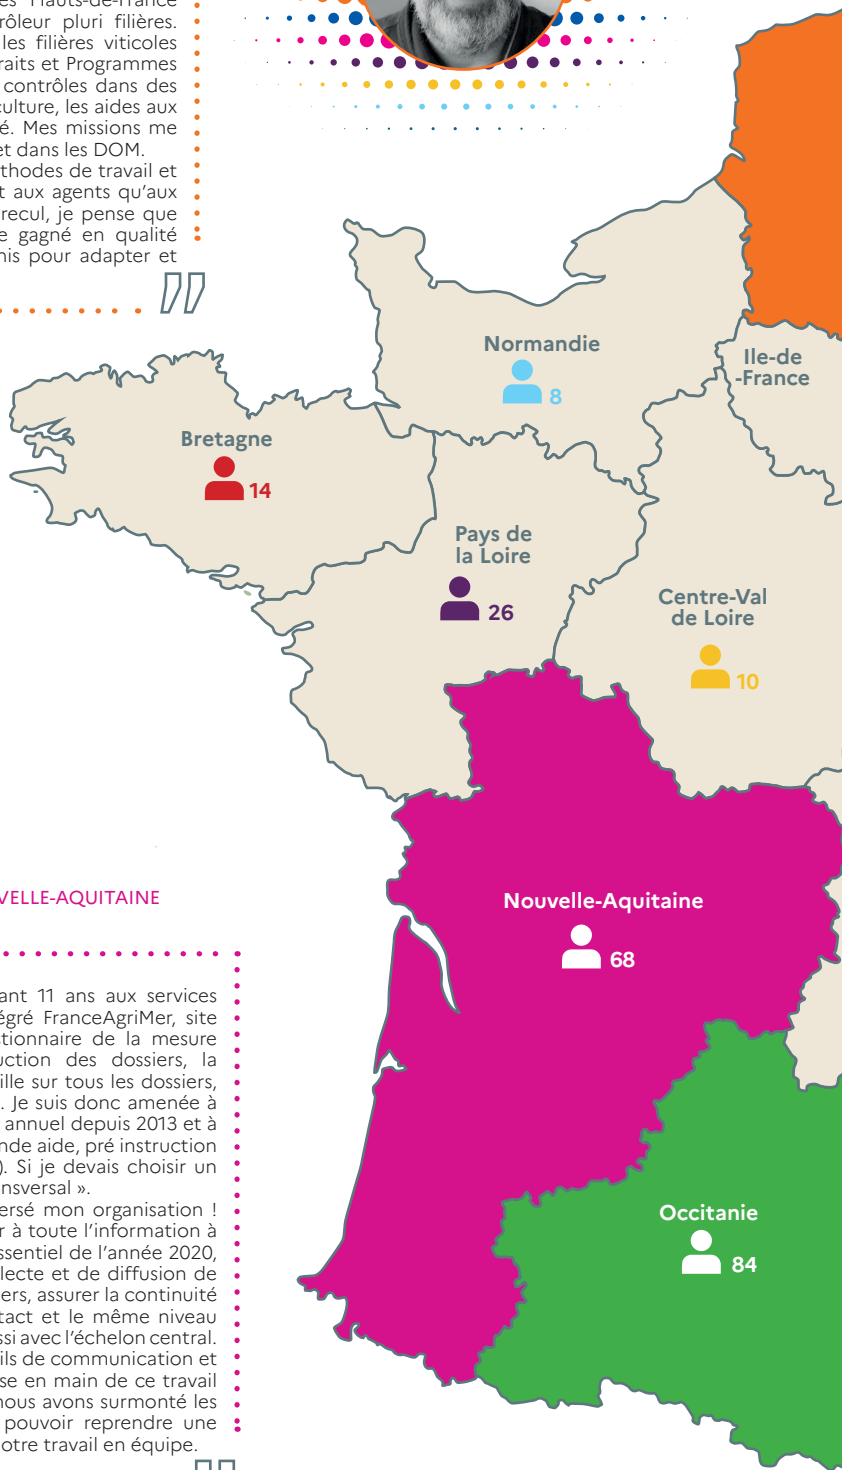 Hauts-de-France
rôleur pluri filières.
les filières viticoles
raits et Programmes
contrôles dans des
culture, les aides aux
é. Mes missions me
et dans les DOM.
thodes de travail et
t aux agents qu'aux
recul, je pense que
e gagné en qualité
nis pour adapter et
”
Normandie
8
Ile-de
-France
Bretagne
14
Pays de
la Loire
26
Centre-Val
de Loire
10
VELLE-AQUITAINE
Nouvelle-Aquitaine
68
ant 11 ans aux services
égré FranceAgriMer, site
stionnaire de la mesure
uction des dossiers, la
ille sur tous les dossiers,
. Je suis donc amenée à
annuel depuis 2013 et à
nde aide, pré instruction
). Si je devais choisir un
nsversal ».
ersé mon organisation !
r à toute l'information à
ssentiel de l'année 2020,
lecte et de diffusion de
ers, assurer la continuité
tact et le même niveau
ssi avec l'échelon central.
ils de communication et
se en main de ce travail
nous avons surmonté les
pouvoir reprendre une
otre travail en équipe.
”
Occitanie
84